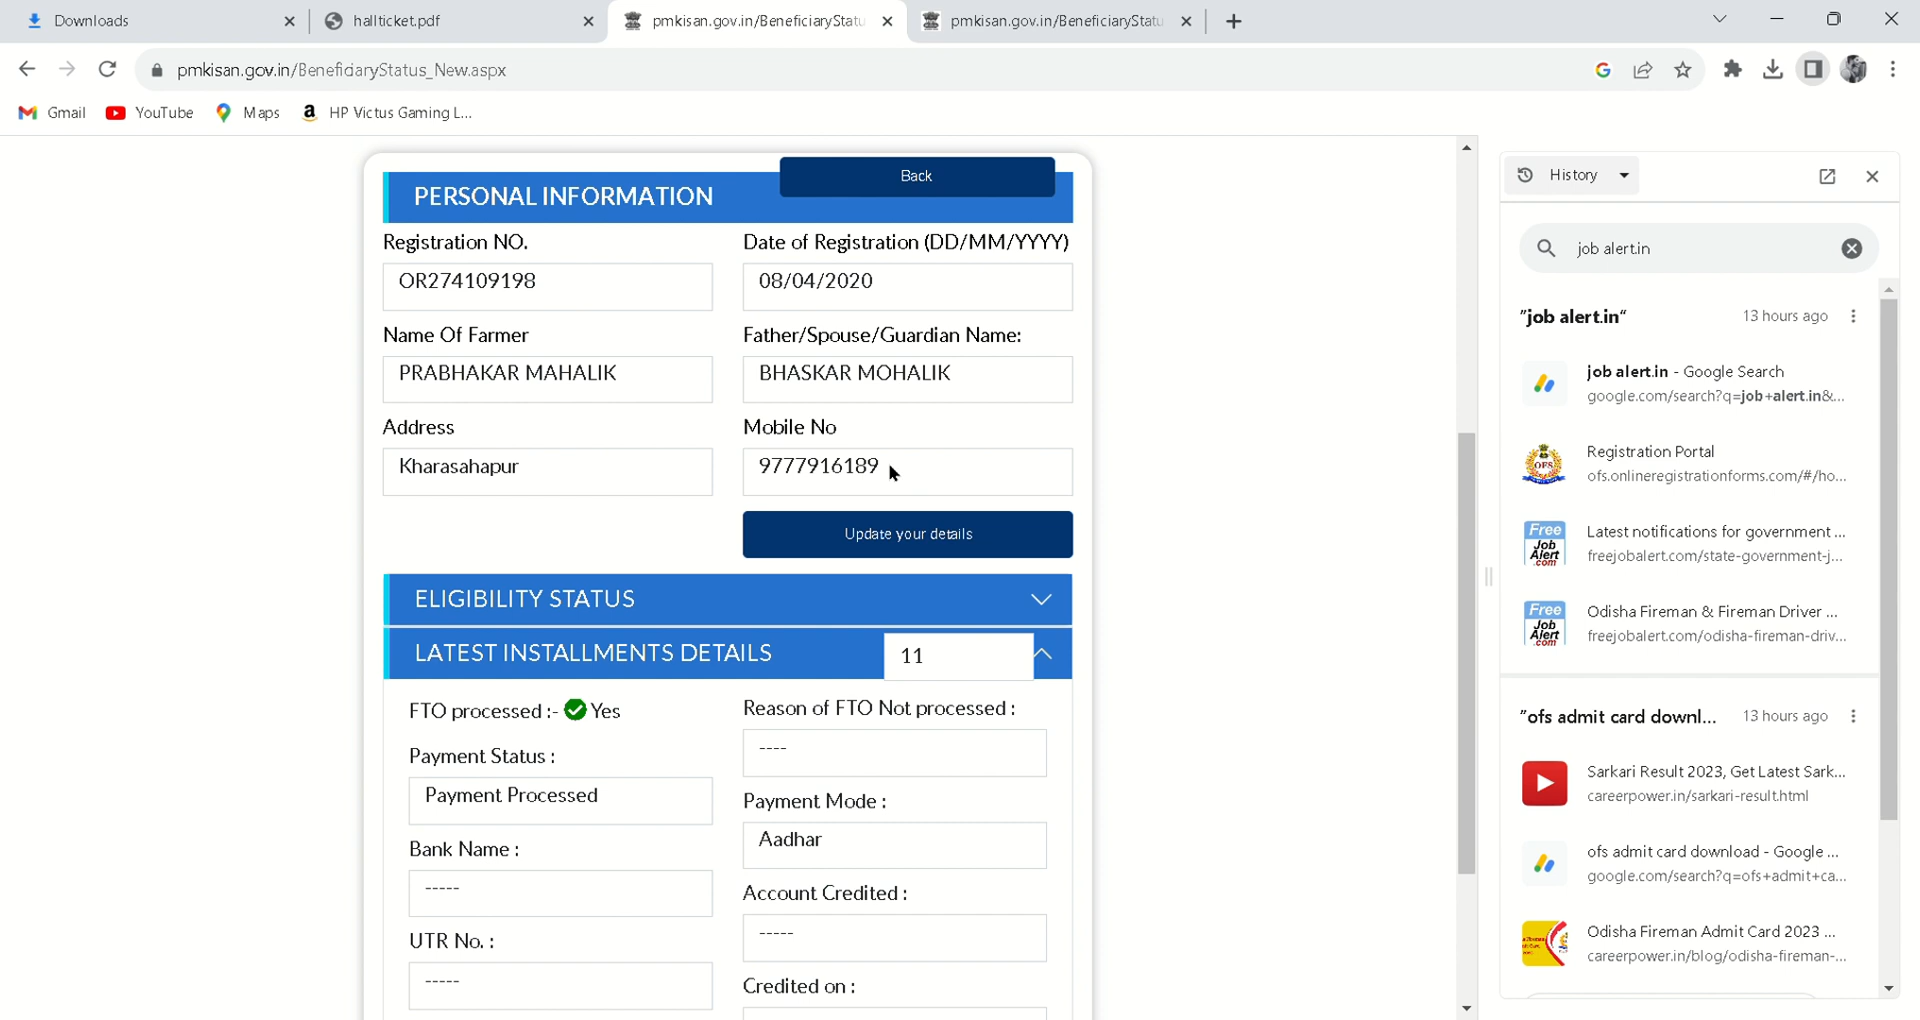 Downloads
hallticket.pdf
pmkisan.gov.in/BeneficiaryStatu
pmkisan.gov.in/BeneficiaryStatu
pmkisan.gov.in/BeneficiaryStatus_New.aspx
Gmail
YouTube
Maps
HP Victus Gaming L...
Back
PERSONAL INFORMATION
Registration NO.
Date of Registration (DD/MM/YYYY)
OR274109198
08/04/2020
Name Of Farmer
Father/Spouse/Guardian Name:
PRABHAKAR MAHALIK
BHASKAR MOHALIK
Address
Mobile No
Kharasahapur
9777916189
Update your details
ELIGIBILITY STATUS
LATEST INSTALLMENTS DETAILS
11
FTO processed :- Yes
Reason of FTO Not processed :
----
Payment Status :
Payment Processed
Payment Mode :
Aadhar
Bank Name :
-----
Account Credited :
-----
UTR No. :
-----
Credited on :
History
job alert.in
"job alert.in"
13 hours ago
job alert.in - Google Search
google.com/search?q=job+alert.in&...
Registration Portal
ofs.onlineregistrationforms.com/#/ho...
Free
Job
Alert
.com
Latest notifications for government ...
freejobalert.com/state-government-j...
Free
Job
Alert
.com
Odisha Fireman & Fireman Driver ...
freejobalert.com/odisha-fireman-driv...
"ofs admit card downl...
13 hours ago
Sarkari Result 2023, Get Latest Sark...
careerpower.in/sarkari-result.html
ofs admit card download - Google ...
google.com/search?q=ofs+admit+ca...
Odisha Fireman Admit Card 2023 ...
careerpower.in/blog/odisha-fireman-...